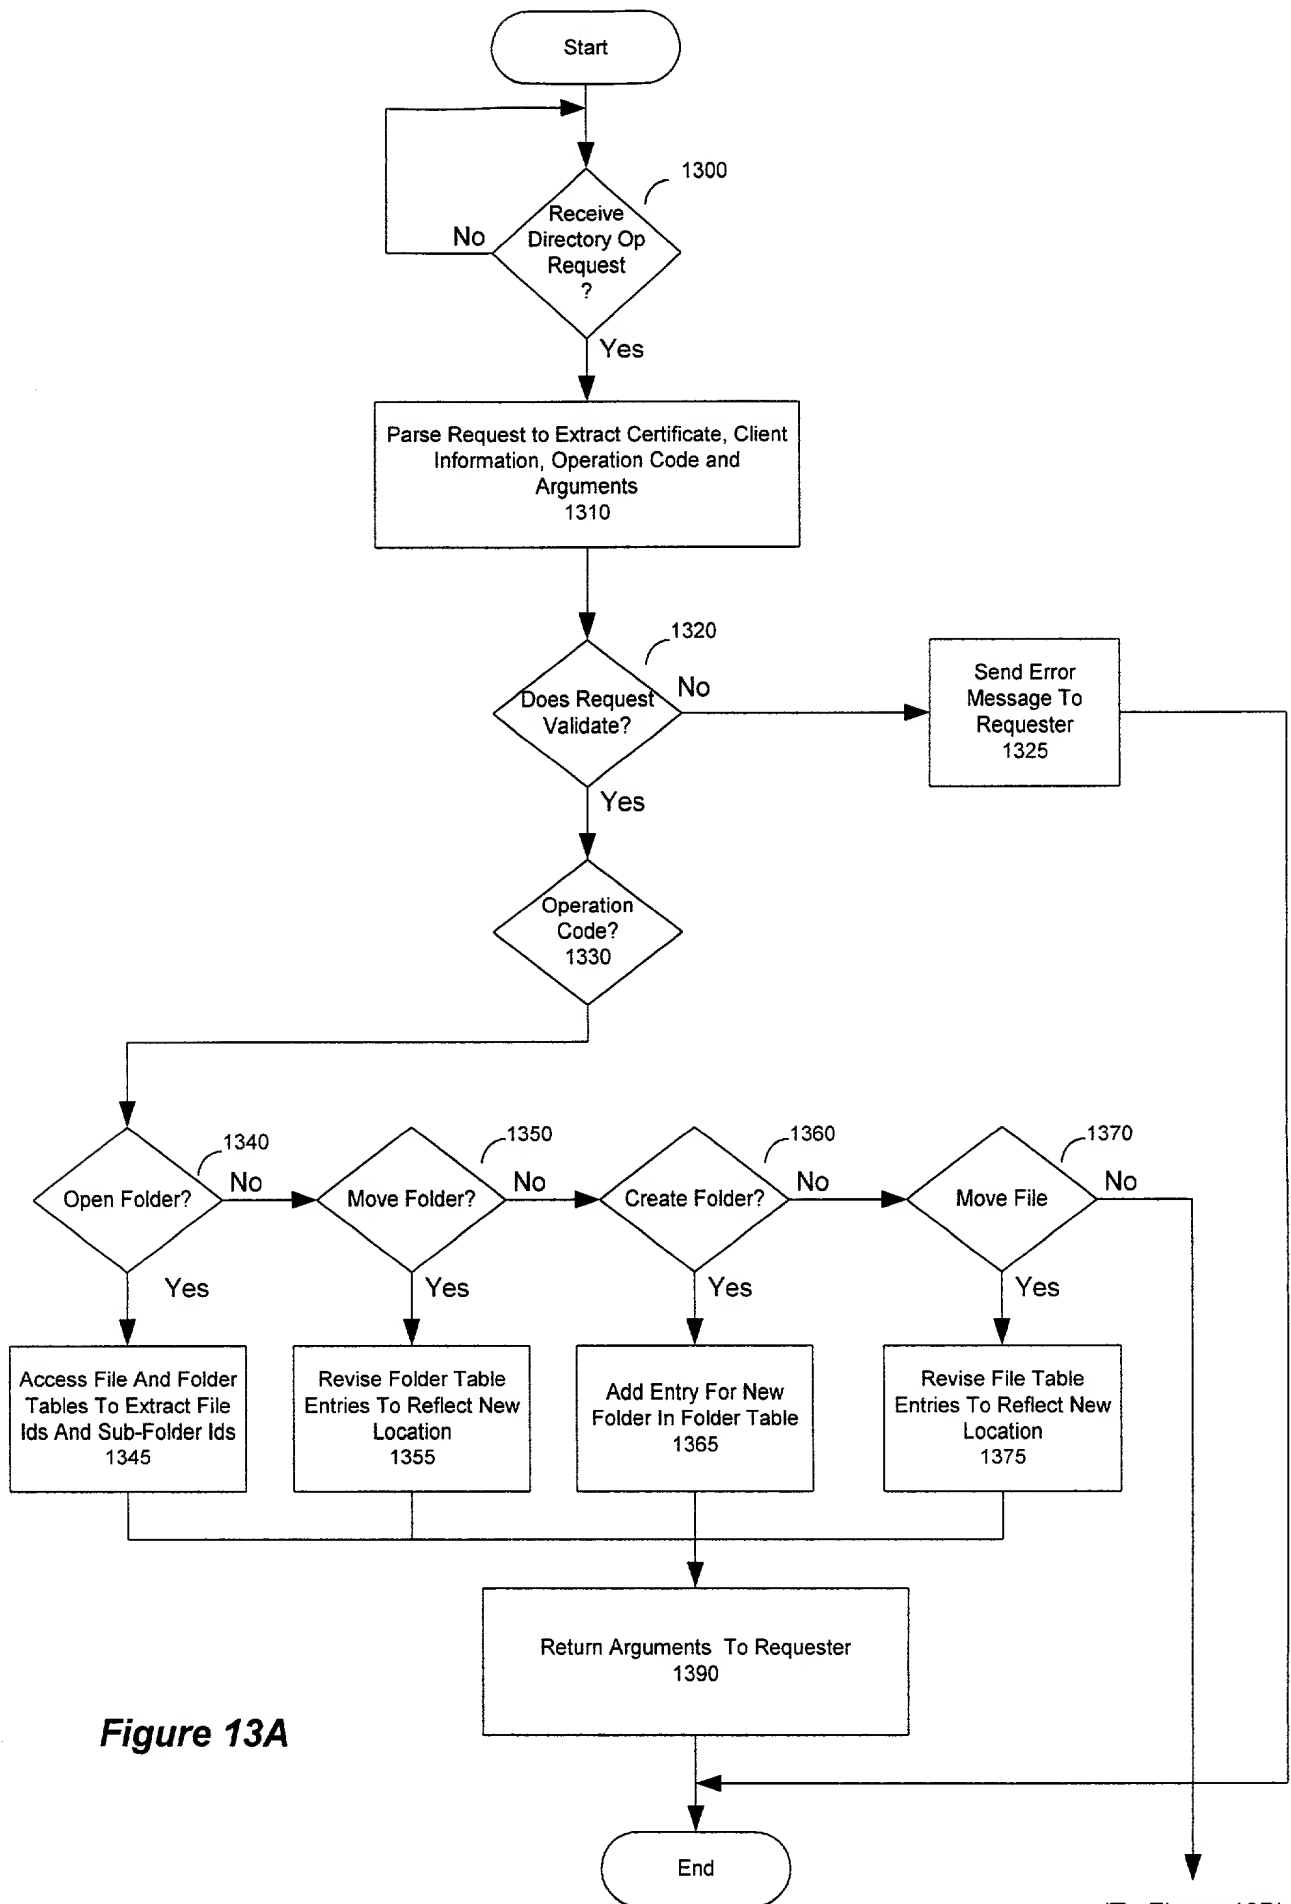 Start
1300
Receive
Directory Op
Request
?
No
Yes
Parse Request to Extract Certificate, Client
Information, Operation Code and
Arguments
1310
1320
Does Request
Validate?
No
Send Error
Message To
Requester
1325
Yes
Operation
Code?
1330
1340
Open Folder?
No
1350
Move Folder?
No
1360
Create Folder?
No
1370
Move File
No
Yes
Yes
Yes
Yes
Access File And Folder
Tables To Extract File
Ids And Sub-Folder Ids
1345
Revise Folder Table
Entries To Reflect New
Location
1355
Add Entry For New
Folder In Folder Table
1365
Revise File Table
Entries To Reflect New
Location
1375
Return Arguments To Requester
1390
Figure 13A
End